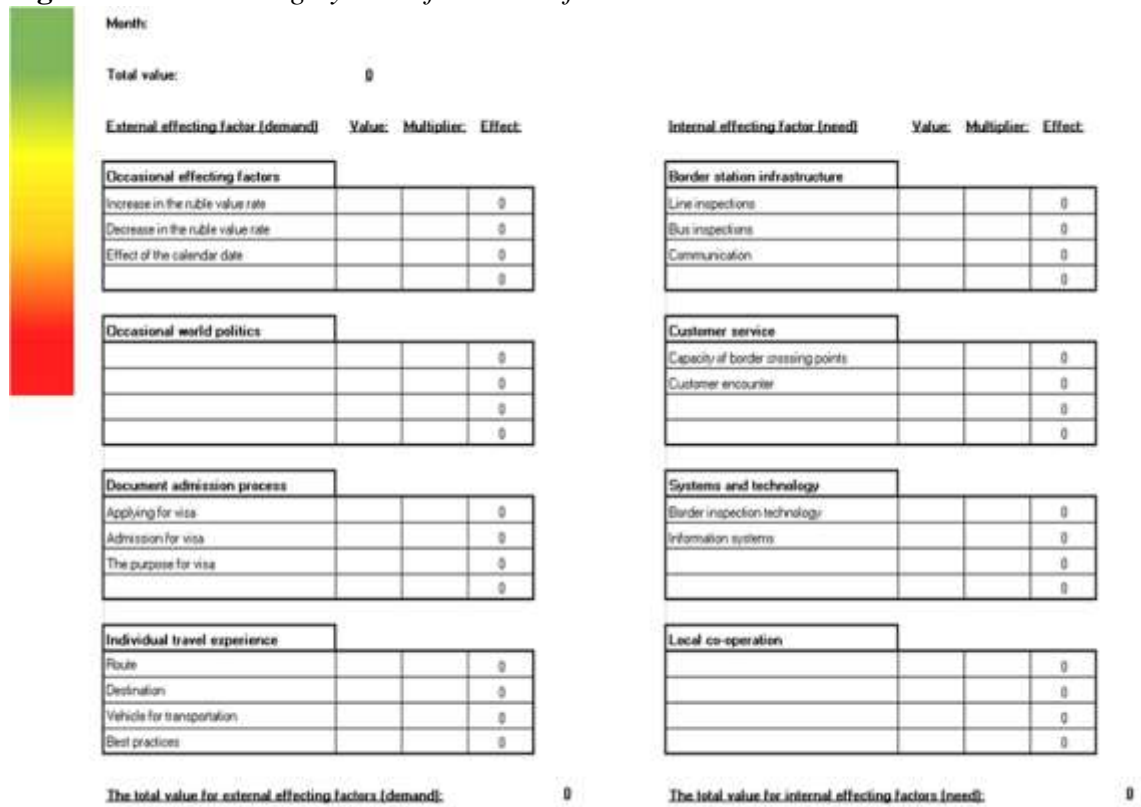 Month:
Total value: 0
External effecting factor (demand) Value: Multiplier: Effect:
Occasional effecting factors
Increase in the ruble value rate 0
Decrease in the ruble value rate 0
Effect of the calendar date 0
0
Occasional world politics
0
0
0
0
Document admission process
Applying for visa 0
Admission for visa 0
The purpose for visa 0
0
Individual travel experience
Route 0
Destination 0
Vehicle for transportation 0
Best practices 0
The total value for external effecting factors (demand): 0
Internal effecting factor (need) Value: Multiplier: Effect:
Border station infrastructure
Line inspections 0
Bus inspections 0
Communication 0
0
Customer service
Capacity of border crossing points 0
Customer encounter 0
0
0
Systems and technology
Border inspection technology 0
Information systems 0
0
0
Local co-operation
0
0
0
0
The total value for internal effecting factors (need): 0